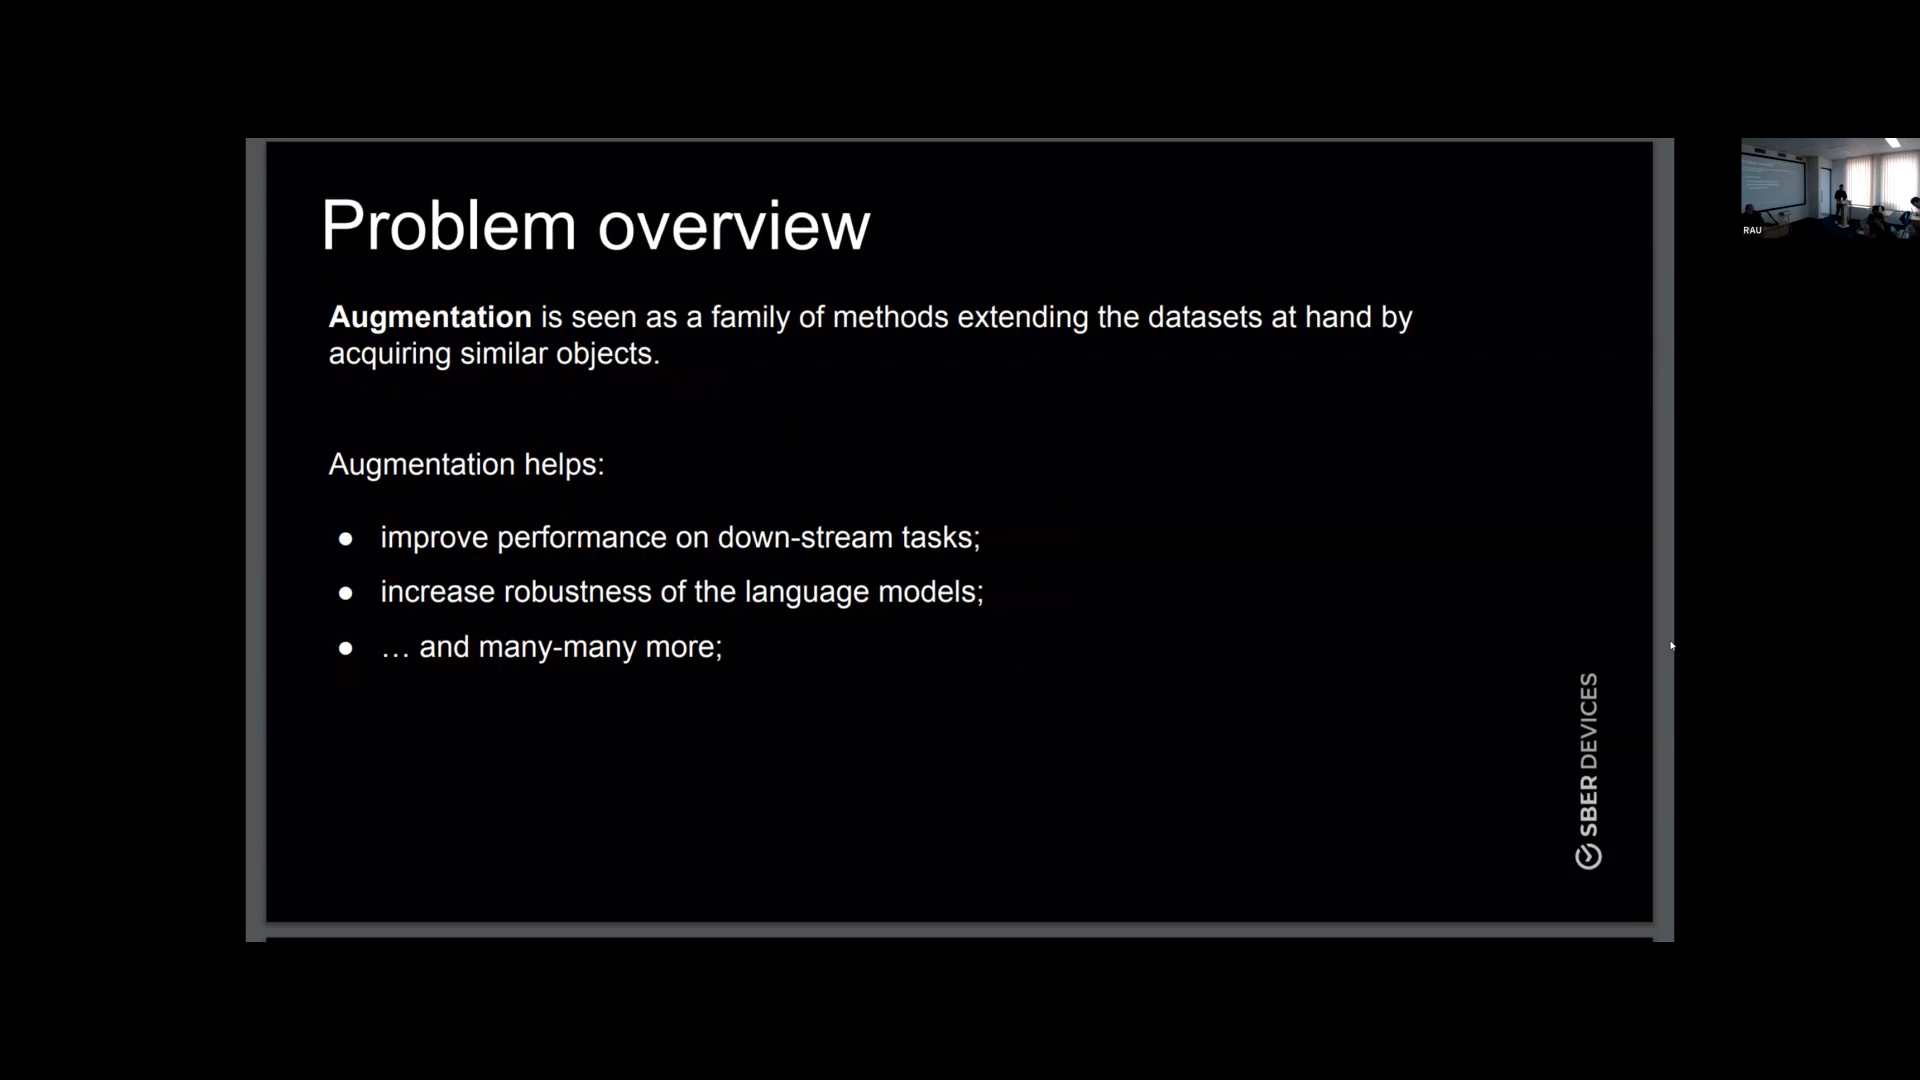 Problem overview
Augmentation is seen as a family of methods extending the datasets at hand by
acquiring similar objects.
Augmentation helps:
● improve performance on down-stream tasks;
● increase robustness of the language models;
● … and many-many more;
SBER DEVICES
RAU